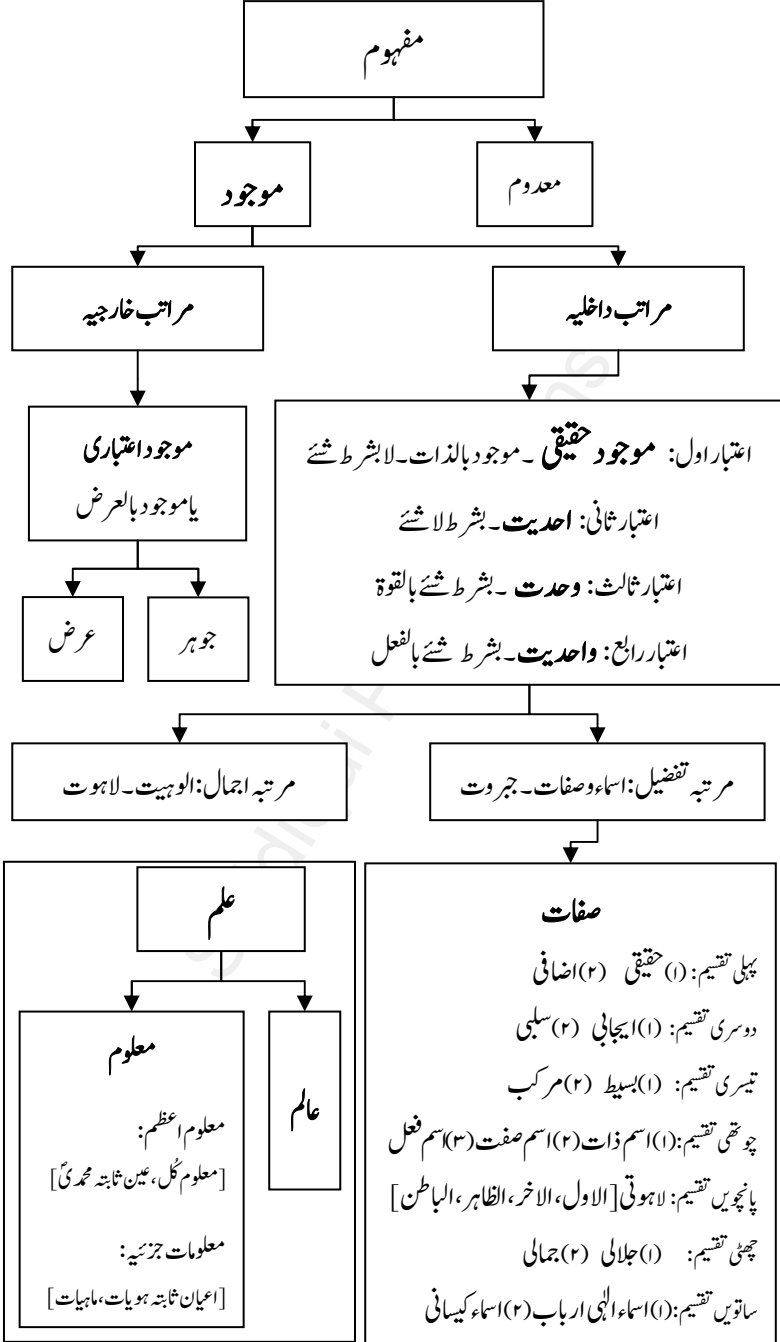 مفہوم
معدوم
موجود
مراتب داخلیہ
مراتب خارجیہ
اعتبار اول: موجود حقیقی ۔موجود بالذات۔لا بشرط شئے
اعتبار ثانی: احدیت۔بشرط لا شئے
اعتبار ثالث: وحدت ۔بشرط شئے بالقوۃ
اعتبار رابع: واحدیت۔بشرط شئے بالفعل
موجود اعتباری
یا موجود بالعرض
جوہر
عرض
مرتبہ تفضیل:اسماء وصفات۔جبروت
مرتبہ اجمال:الوہیت۔لاہوت
صفات
پہلی تقسیم: (۱)حقیقی (۲)اضافی
دوسری تقسیم: (۱)ایجابی (۲)سلبی
تیسری تقسیم: (۱)بسیط (۲)مرکب
چوتھی تقسیم:(۱)اسم ذات(۲)اسم صفت(۳)اسم فعل
پانچویں تقسیم: لاہوتی[الاول،الاخر،الظاہر،الباطن]
چھٹی تقسیم: (۱)جلالی (۲)جمالی
ساتویں تقسیم:(۱)اسماء الٰہی ارباب(۲)اسماء کیسانی
علم
عالم
معلوم
معلوم اعظم:
[معلوم کُل،عین ثابتہ محمدیؐ]
معلومات جزئیہ:
[اعیان ثابتہ ہویات،ماہیات]